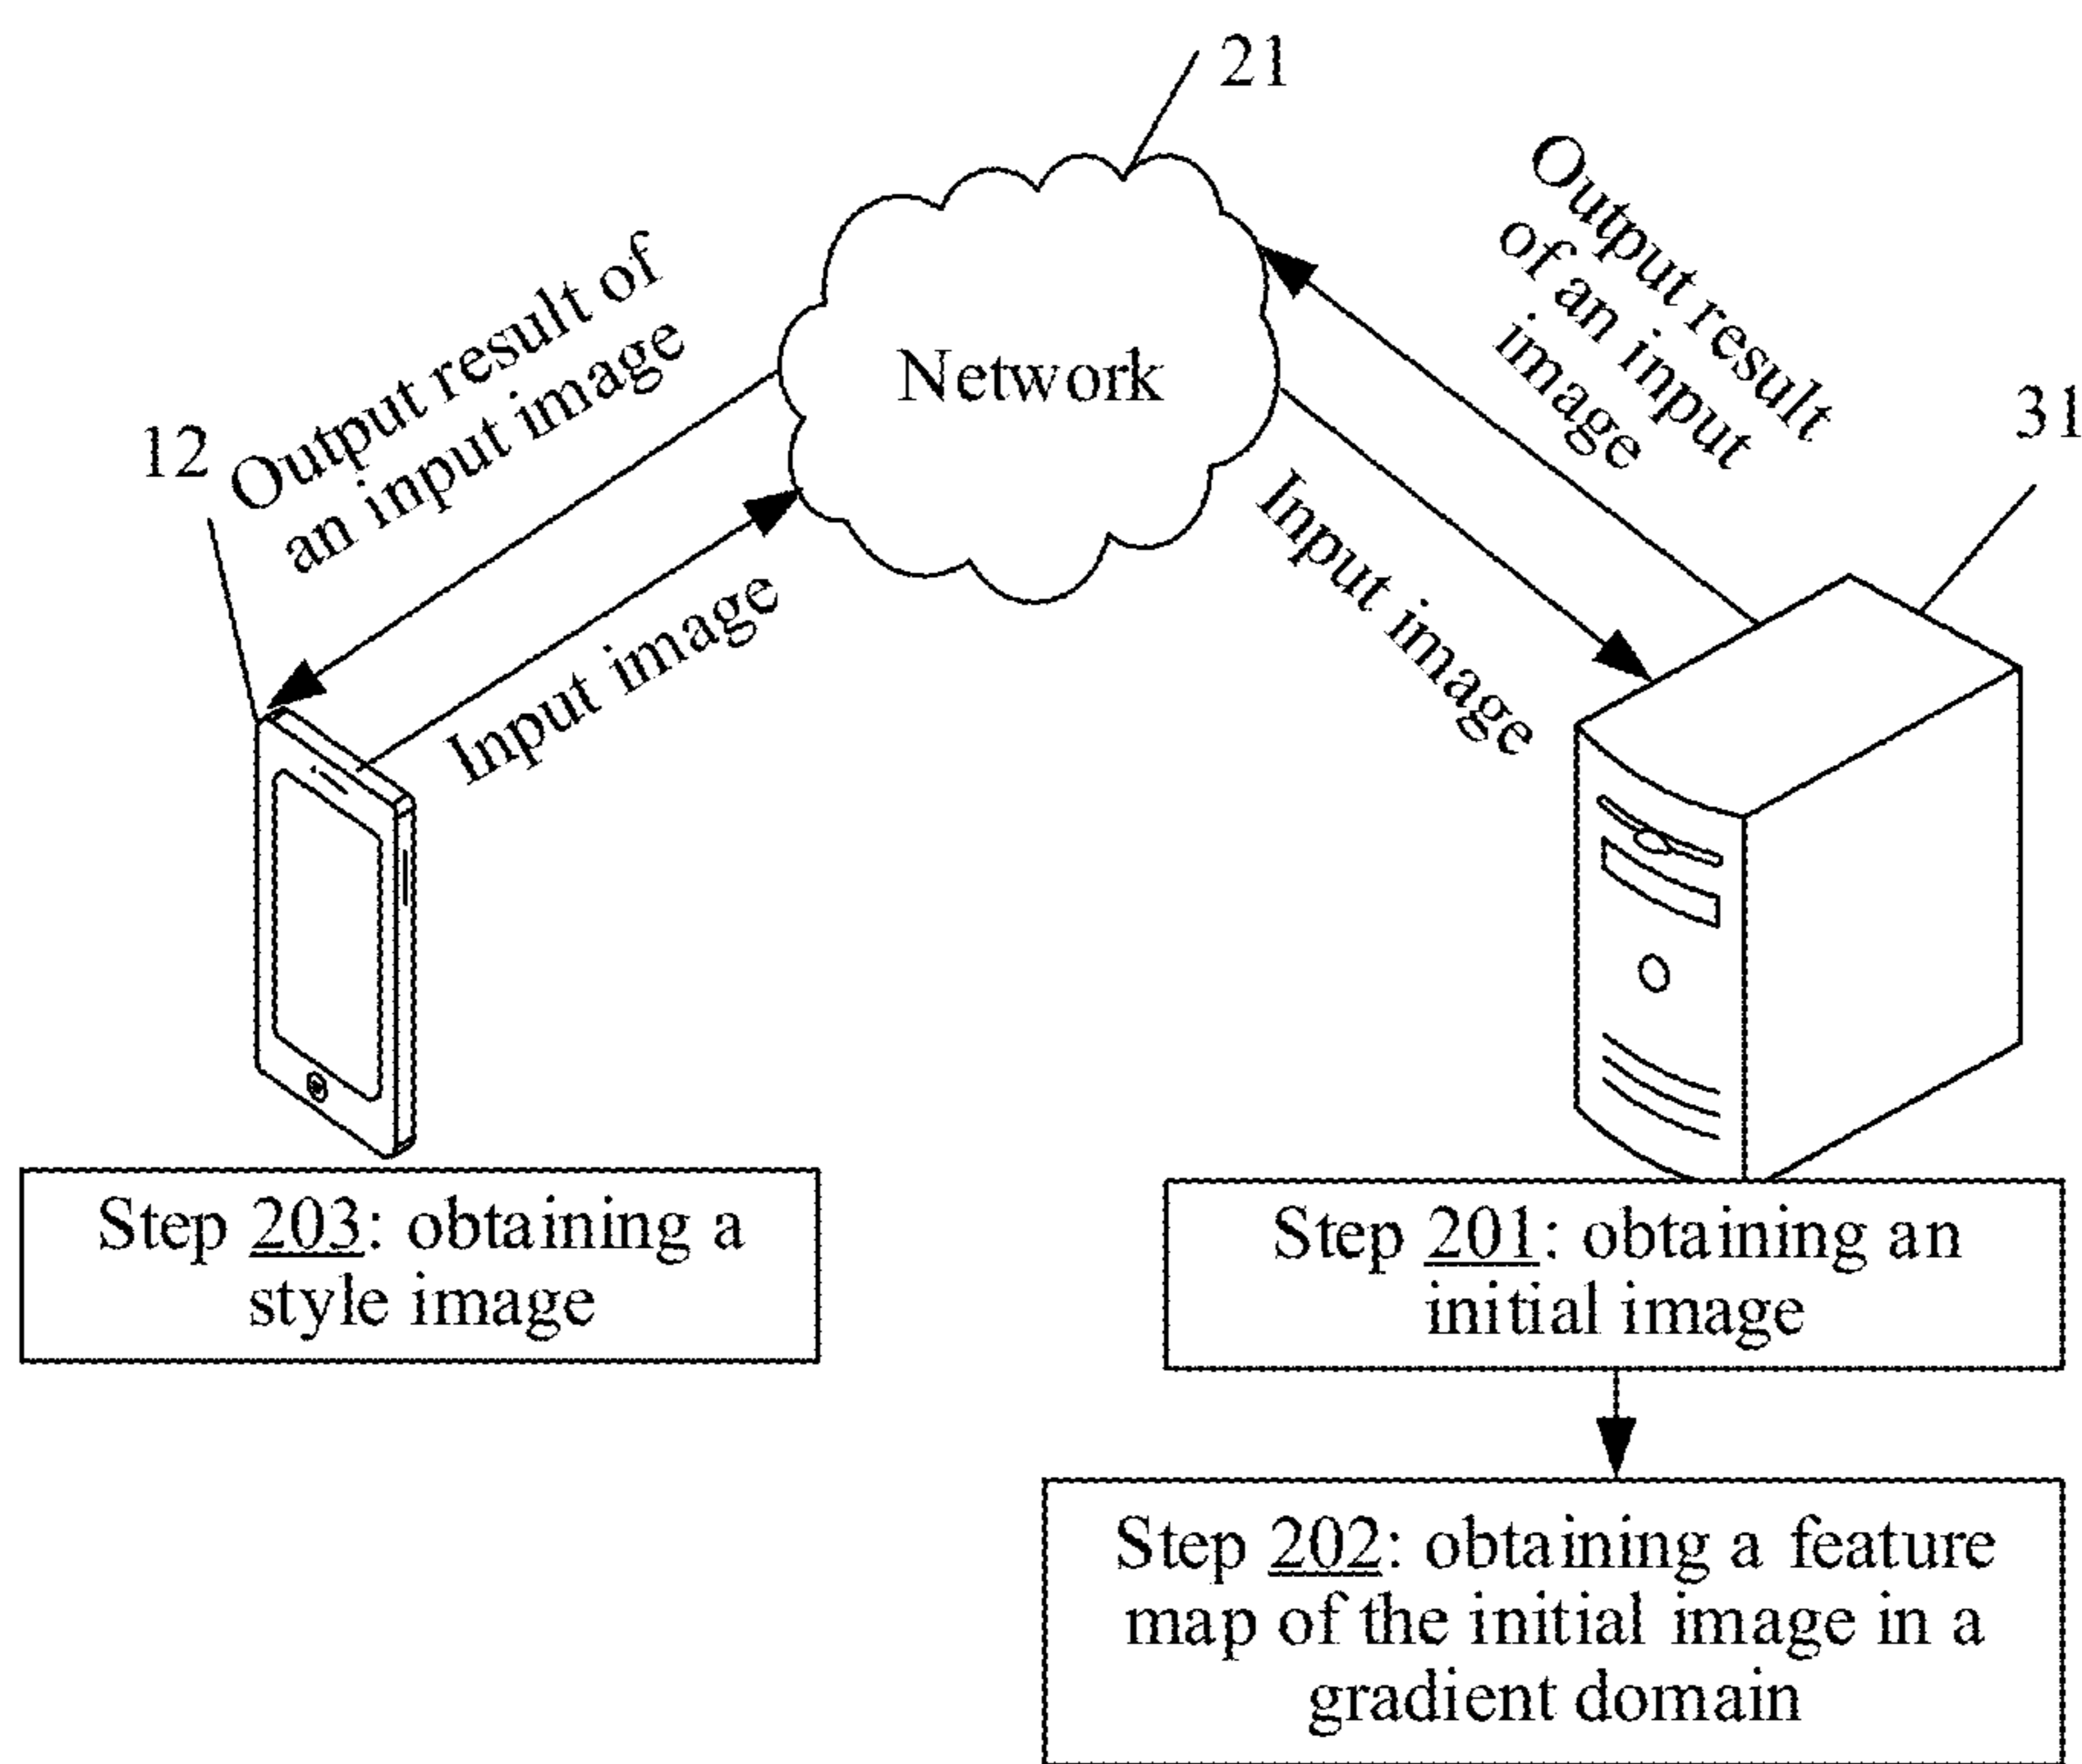 21
Output result of
an input image
Network
Output result
of an input
image
12
31
Input image
Input image
Step 203: obtaining a
style image
Step 201: obtaining an
initial image
Step 202: obtaining a feature
map of the initial image in a
gradient domain